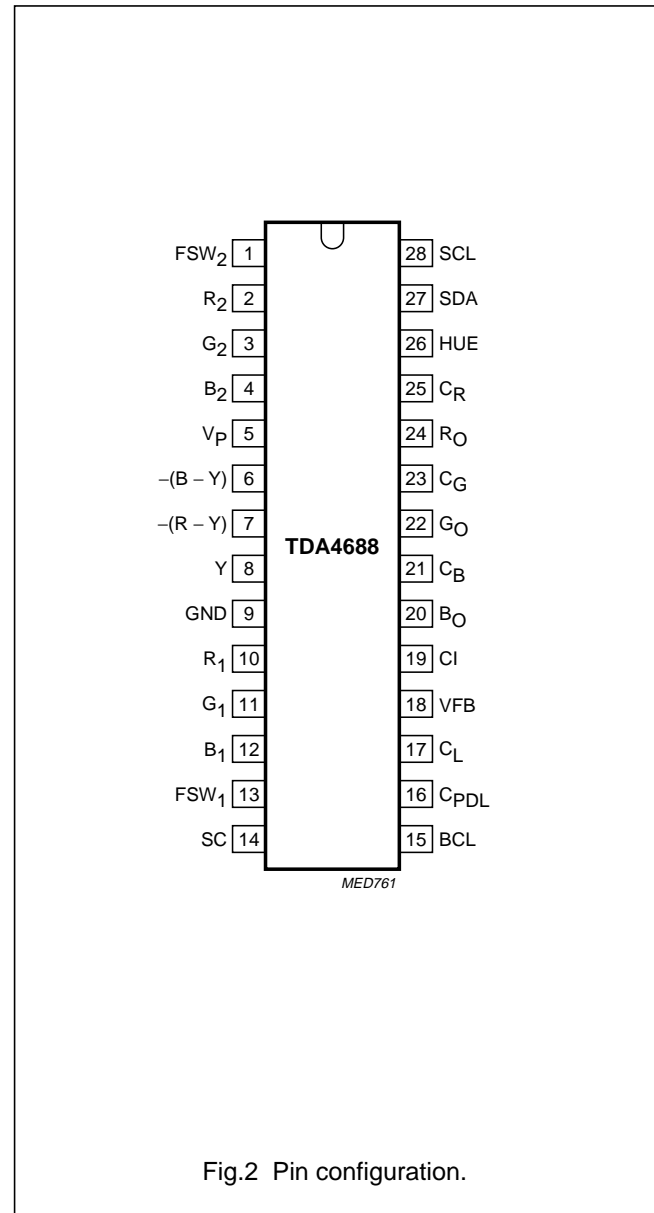 FSW2 1 28 SCL
R2 2 27 SDA
G2 3 26 HUE
B2 4 25 CR
VP 5 24 RO
−(B − Y) 6 23 CG
−(R − Y) 7 22 GO
TDA4688
Y 8 21 CB
GND 9 20 BO
R1 10 19 CI
G1 11 18 VFB
B1 12 17 CL
FSW1 13 16 CPDL
SC 14 15 BCL
MED761
Fig.2 Pin configuration.